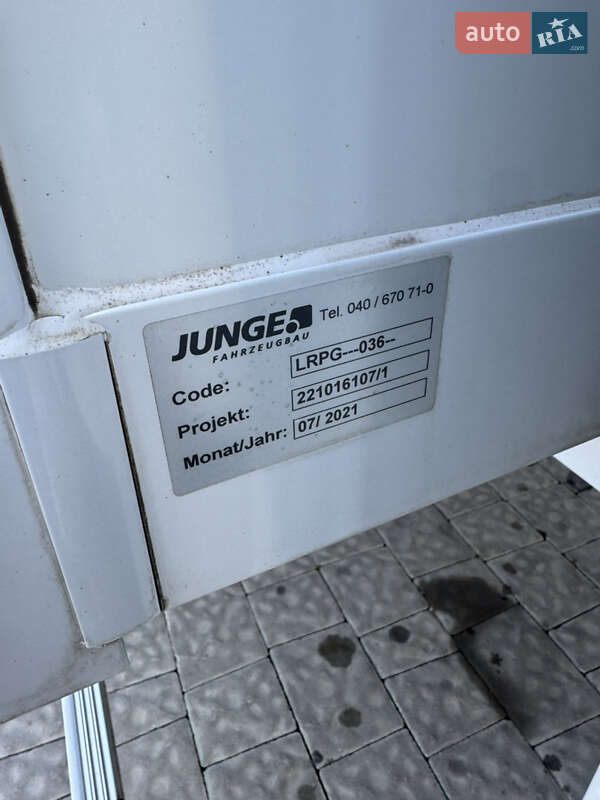 auto RIA .com
JUNGE Tel. 040 / 670 71-0
FAHRZEUGBAU
Code: LRPG---036--
Projekt: 221016107/1
Monat/Jahr: 07/ 2021